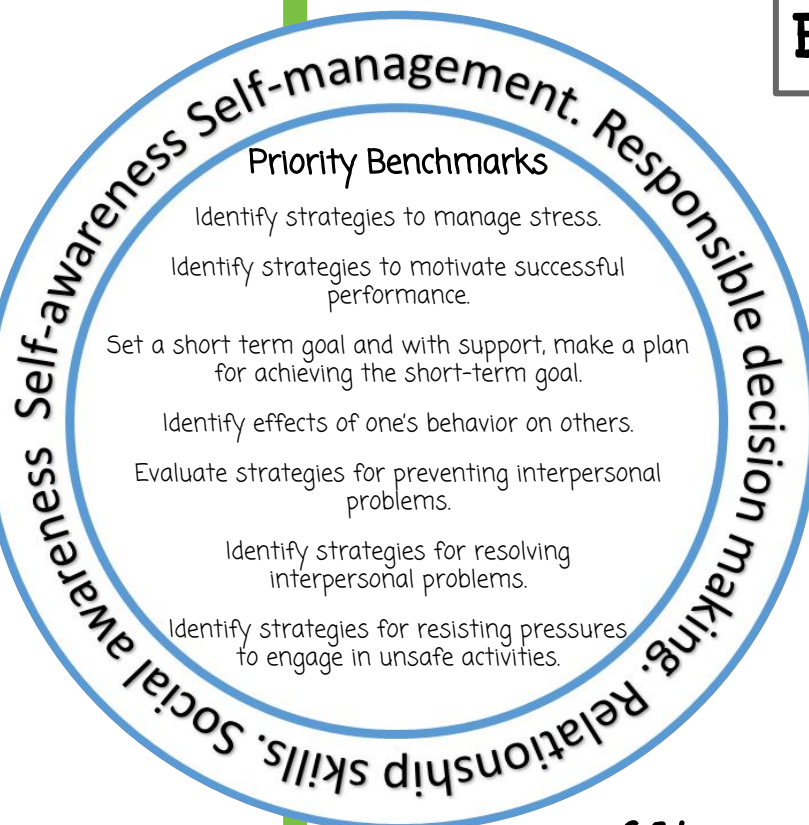 Self-awareness Self-management. Responsible decision making. Relationship skills. Social awareness
Priority Benchmarks
Identify strategies to manage stress.
Identify strategies to motivate successful
performance.
Set a short term goal and with support, make a plan
for achieving the short-term goal.
Identify effects of one's behavior on others.
Evaluate strategies for preventing interpersonal
problems.
Identify strategies for resolving
interpersonal problems.
Identify strategies for resisting pressures
to engage in unsafe activities.